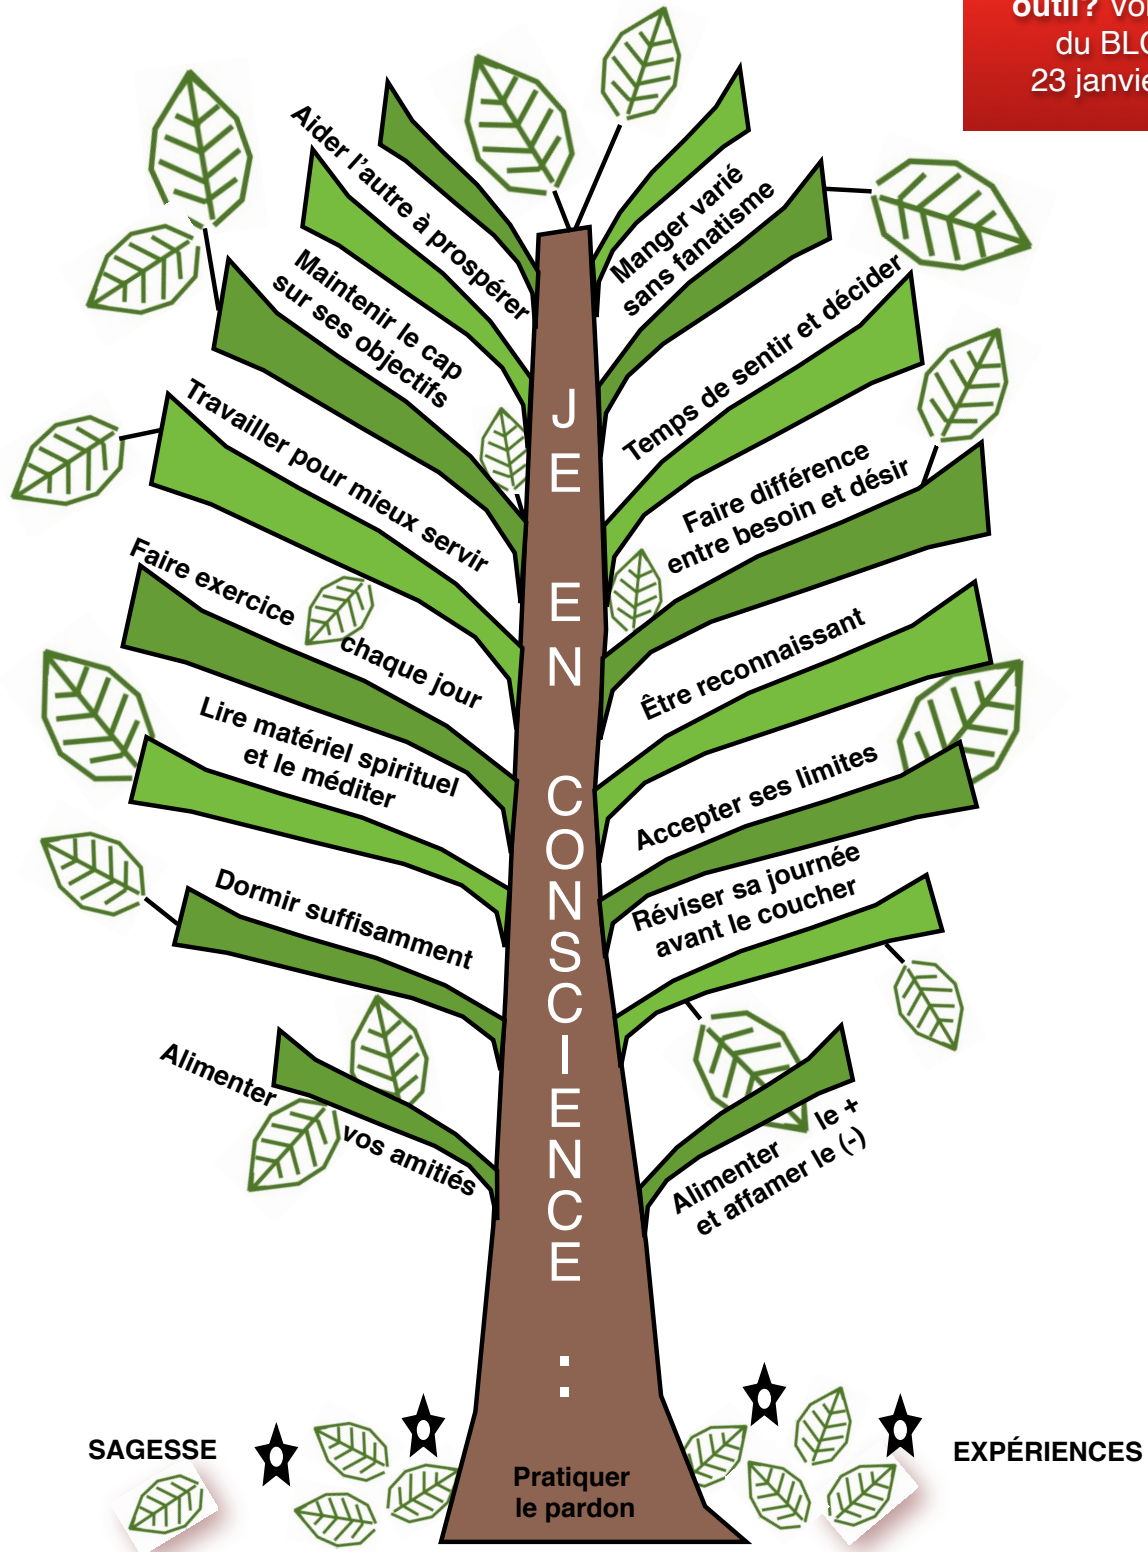 outil?
du BLO
23 janvie
Aider l'autre à prospérer
Maintenir le cap
sur ses objectifs
Travailler pour mieux servir
Faire exercice
chaque jour
Lire matériel spirituel
et le méditer
Dormir suffisamment
Alimenter
vos amitiés
JE EN CONSCIENCE :
Manger varié
sans fanatisme
Temps de sentir et décider
Faire différence
entre besoin et désir
Être reconnaissant
Accepter ses limites
Réviser sa journée
avant le coucher
Alimenter le +
et affamer le (-)
SAGESSE
Pratiquer
le pardon
EXPÉRIENCES